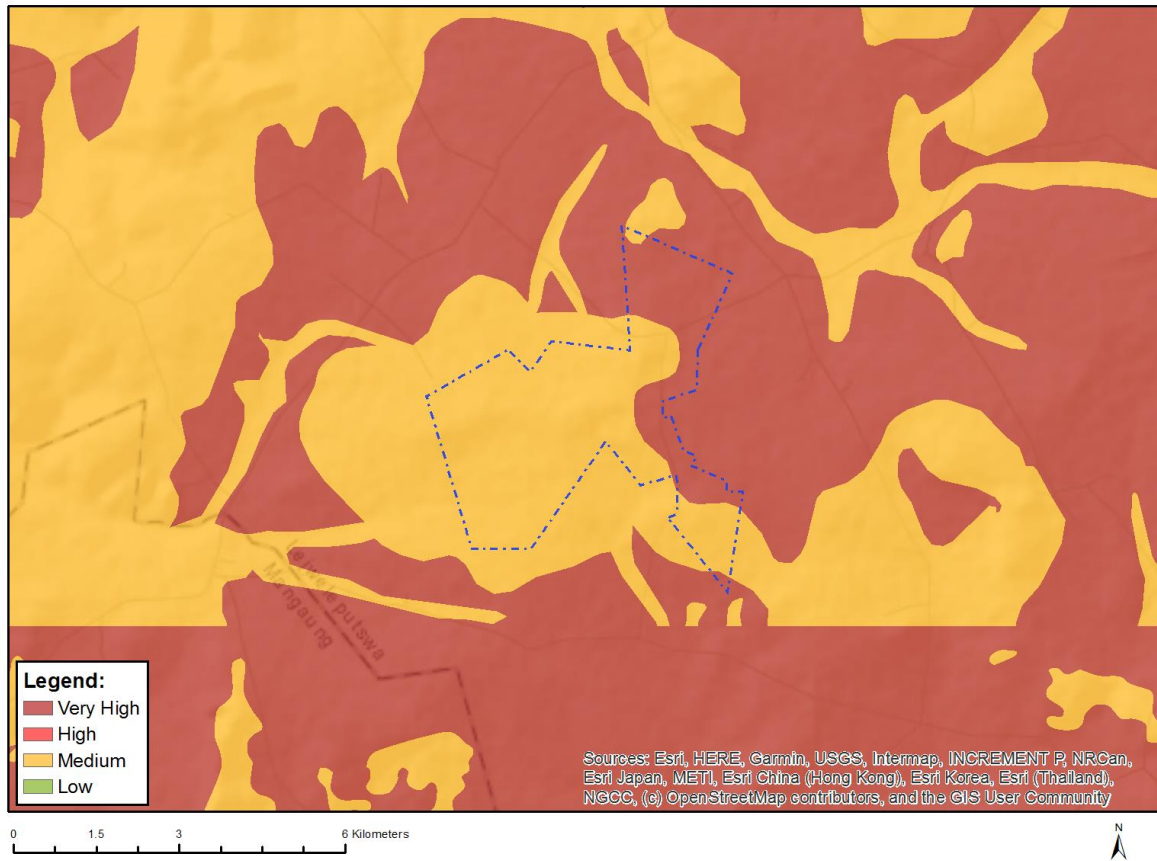 Lejweleputswa
Mangaung
Legend:
Very High
High
Medium
Low
Sources: Esri, HERE, Garmin, USGS, Intermap, INCREMENT P, NRCan,
Esri Japan, METI, Esri China (Hong Kong), Esri Korea, Esri (Thailand),
NGCC, (c) OpenStreetMap contributors, and the GIS User Community
0 1.5 3 6 Kilometers
N